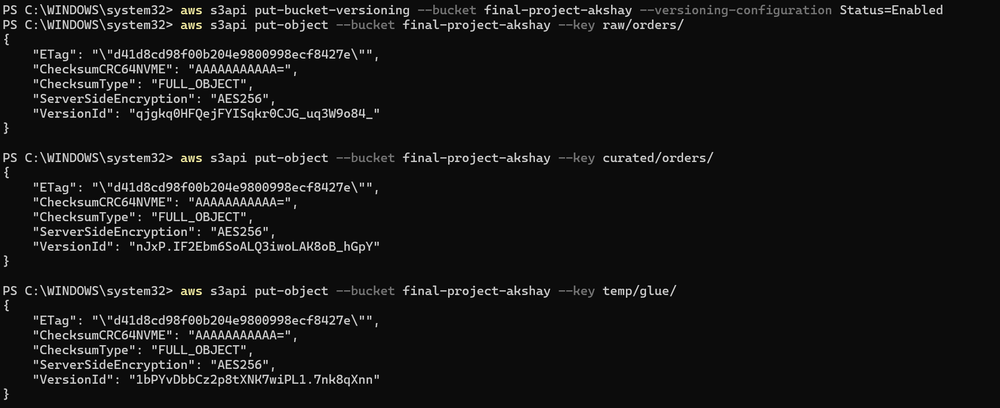 PS C:\WINDOWS\system32> aws s3api put-bucket-versioning --bucket final-project-akshay --versioning-configuration Status=Enabled
PS C:\WINDOWS\system32> aws s3api put-object --bucket final-project-akshay --key raw/orders/
{
    "ETag": "\"d41d8cd98f00b204e9800998ecf8427e\"",
    "ChecksumCRC64NVME": "AAAAAAAAAAA=",
    "ChecksumType": "FULL_OBJECT",
    "ServerSideEncryption": "AES256",
    "VersionId": "qjgkq0HFQejFYISqkr0CJG_uq3W9o84_"
}
PS C:\WINDOWS\system32> aws s3api put-object --bucket final-project-akshay --key curated/orders/
{
    "ETag": "\"d41d8cd98f00b204e9800998ecf8427e\"",
    "ChecksumCRC64NVME": "AAAAAAAAAAA=",
    "ChecksumType": "FULL_OBJECT",
    "ServerSideEncryption": "AES256",
    "VersionId": "nJxP.IF2Ebm6SoALQ3iwoLAK8oB_hGpY"
}
PS C:\WINDOWS\system32> aws s3api put-object --bucket final-project-akshay --key temp/glue/
{
    "ETag": "\"d41d8cd98f00b204e9800998ecf8427e\"",
    "ChecksumCRC64NVME": "AAAAAAAAAAA=",
    "ChecksumType": "FULL_OBJECT",
    "ServerSideEncryption": "AES256",
    "VersionId": "1bPYvDbbCz2p8tXNK7wiPL1.7nk8qXnn"
}